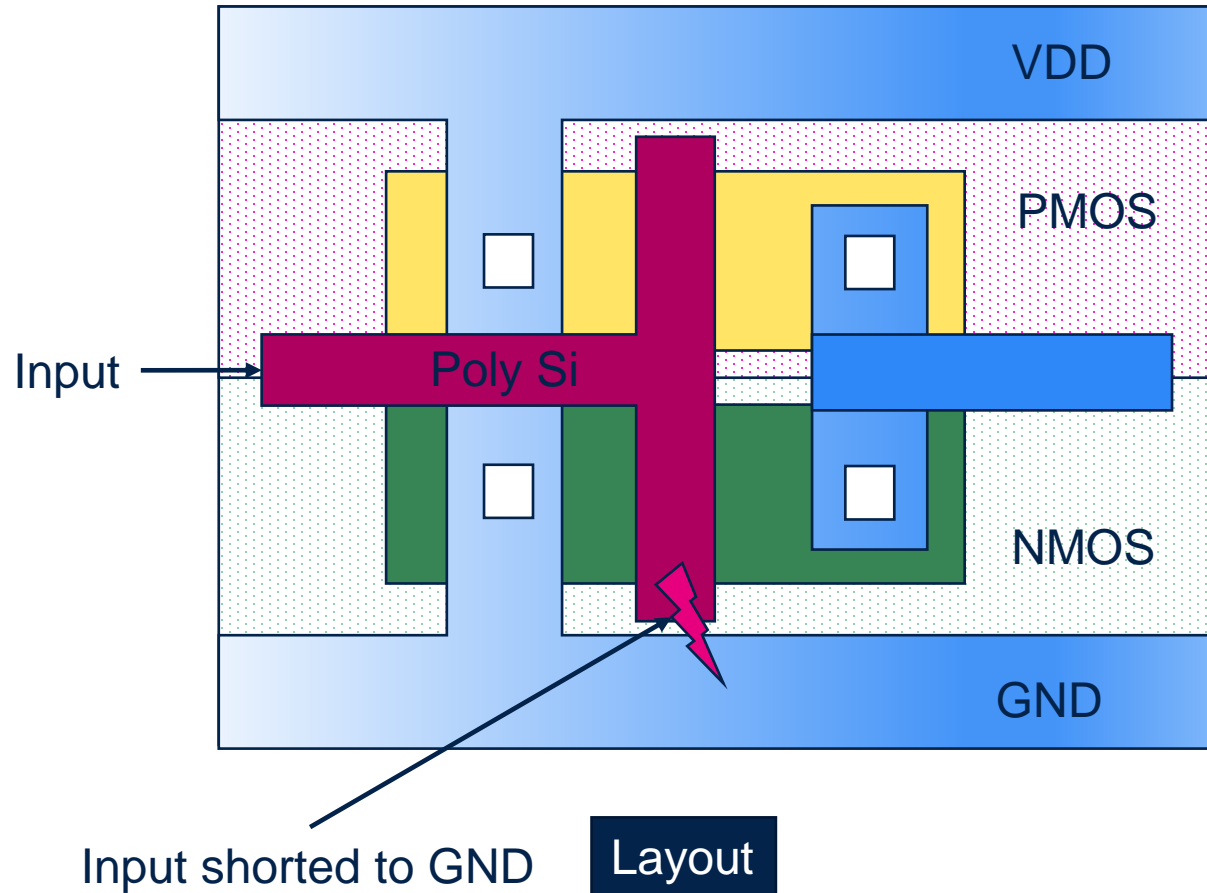 VDD
PMOS
Input
Poly Si
NMOS
GND
Input shorted to GND
Layout